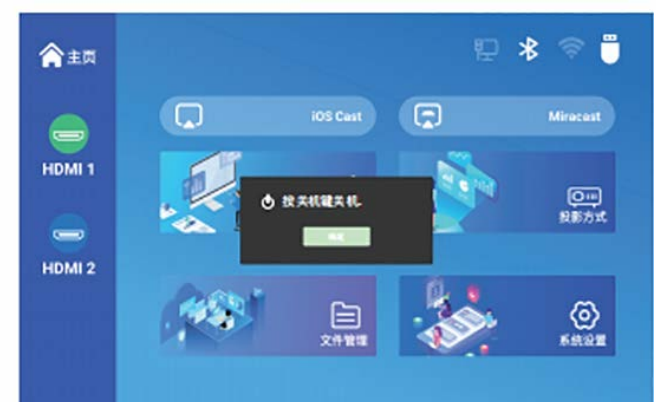 主页
iOS Cast
Miracast
HDMI 1
按关机键关机.
投影方式
HDMI 2
文件管理
系统设置